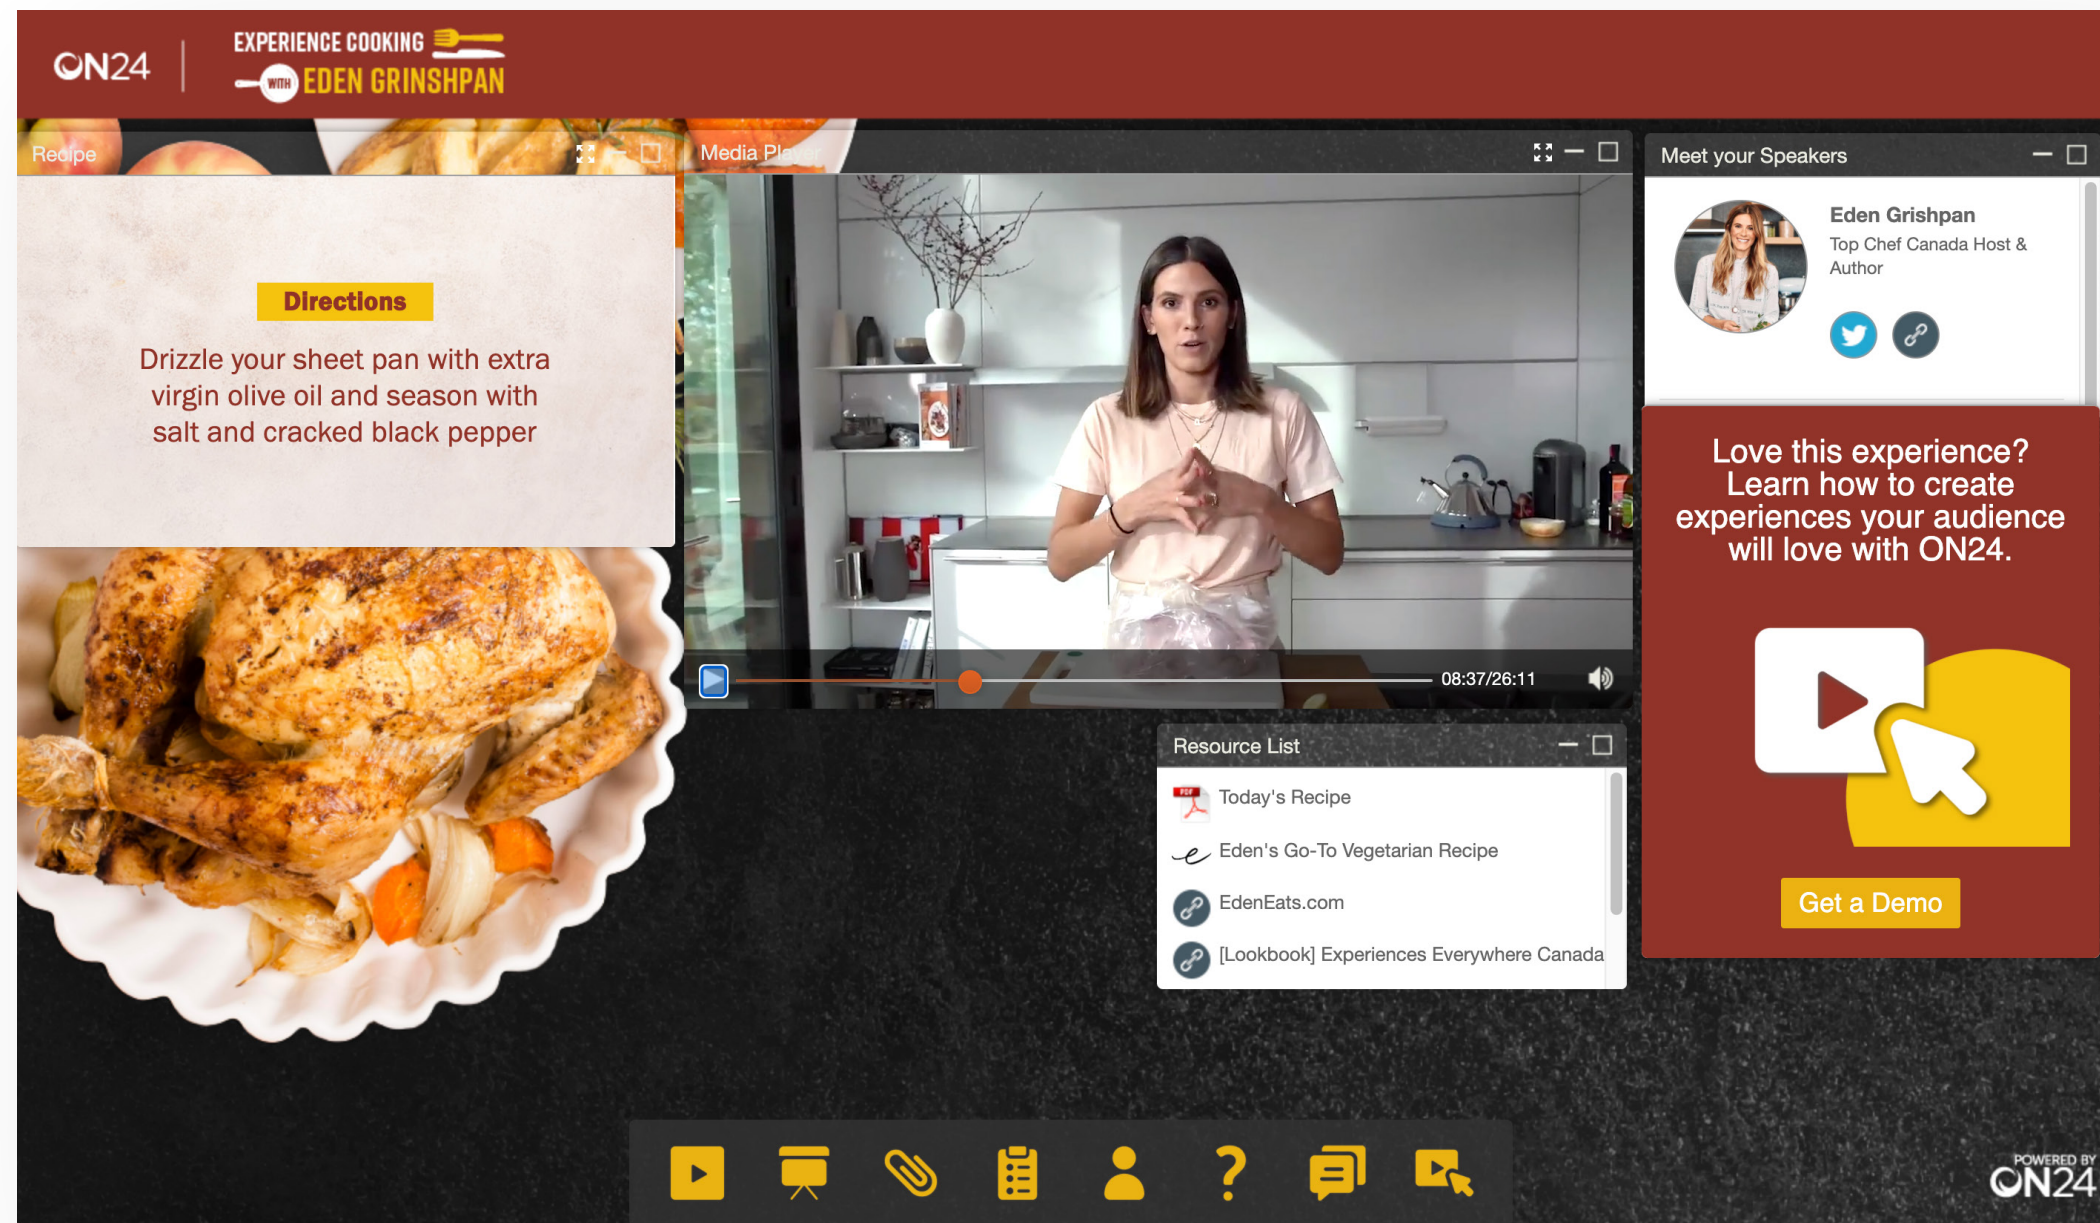 ON24
EXPERIENCE COOKING
WITH EDEN GRINSHPAN
Recipe
Directions
Drizzle your sheet pan with extra
virgin olive oil and season with
salt and cracked black pepper
Media Player
08:37/26:11
Meet your Speakers
Eden Grishpan
Top Chef Canada Host &
Author
Love this experience?
Learn how to create
experiences your audience
will love with ON24.
Get a Demo
Resource List
PDF
Today's Recipe
e
Eden's Go-To Vegetarian Recipe
EdenEats.com
[Lookbook] Experiences Everywhere Canada
?
POWERED BY
ON24